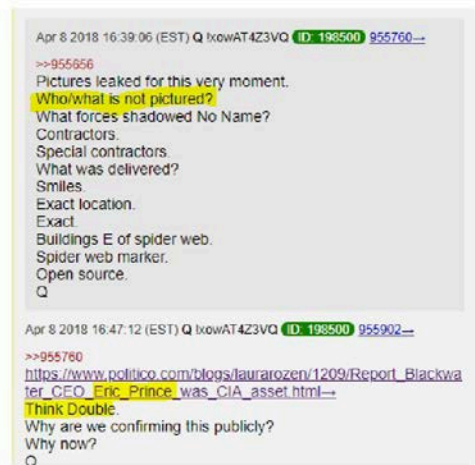 Apr 8 2018 16:39:06 (EST) Q !xowAT4Z3VQ ID: 198500 955760→
>>955656
Pictures leaked for this very moment.
Who/what is not pictured?
What forces shadowed No Name?
Contractors.
Special contractors.
What was delivered?
Smiles.
Exact location.
Exact.
Buildings E of spider web.
Spider web marker.
Open source.
Q
Apr 8 2018 16:47:12 (EST) Q !xowAT4Z3VQ ID: 198500 955902→
>>955760
https://www.politico.com/blogs/laurarozen/1209/Report_Blackwa
ter_CEO_Eric_Prince_was_CIA_asset.html→
Think Double.
Why are we confirming this publicly?
Why now?
Q